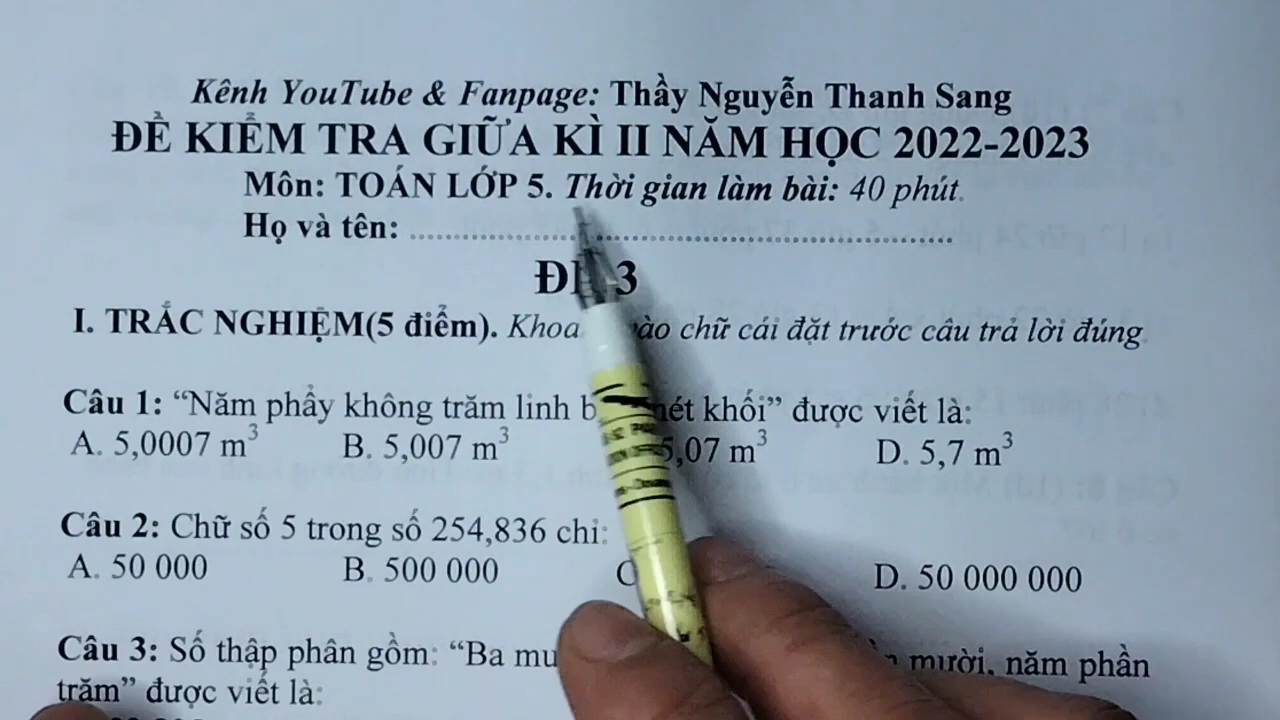 Kênh YouTube & Fanpage: Thầy Nguyễn Thanh Sang
ĐỀ KIỂM TRA GIỮA KÌ II NĂM HỌC 2022-2023
Môn: TOÁN LỚP 5. Thời gian làm bài: 40 phút.
Họ và tên: ........................................................................
3
I. TRẮC NGHIỆM(5 điểm). chữ cái đặt trước câu trả lời đúng
Câu 1: “Năm phẩy không trăm linh khối” được viết là:
A. 5,0007 m³ B. 5,007 m³ 5,07 m³ D. 5,7 m³
Câu 2: Chữ số 5 trong số 254,836 chỉ:
A. 50 000 B. 500 000 D. 50 000 000
Câu 3: Số thập phân gồm: “Ba mười, năm phần
trăm” được viết là: